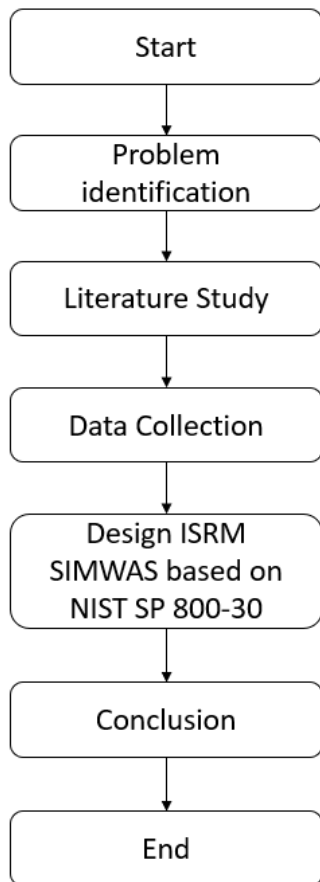 Start
Problem
identification
Literature Study
Data Collection
Design ISRM
SIMWAS based on
NIST SP 800-30
Conclusion
End